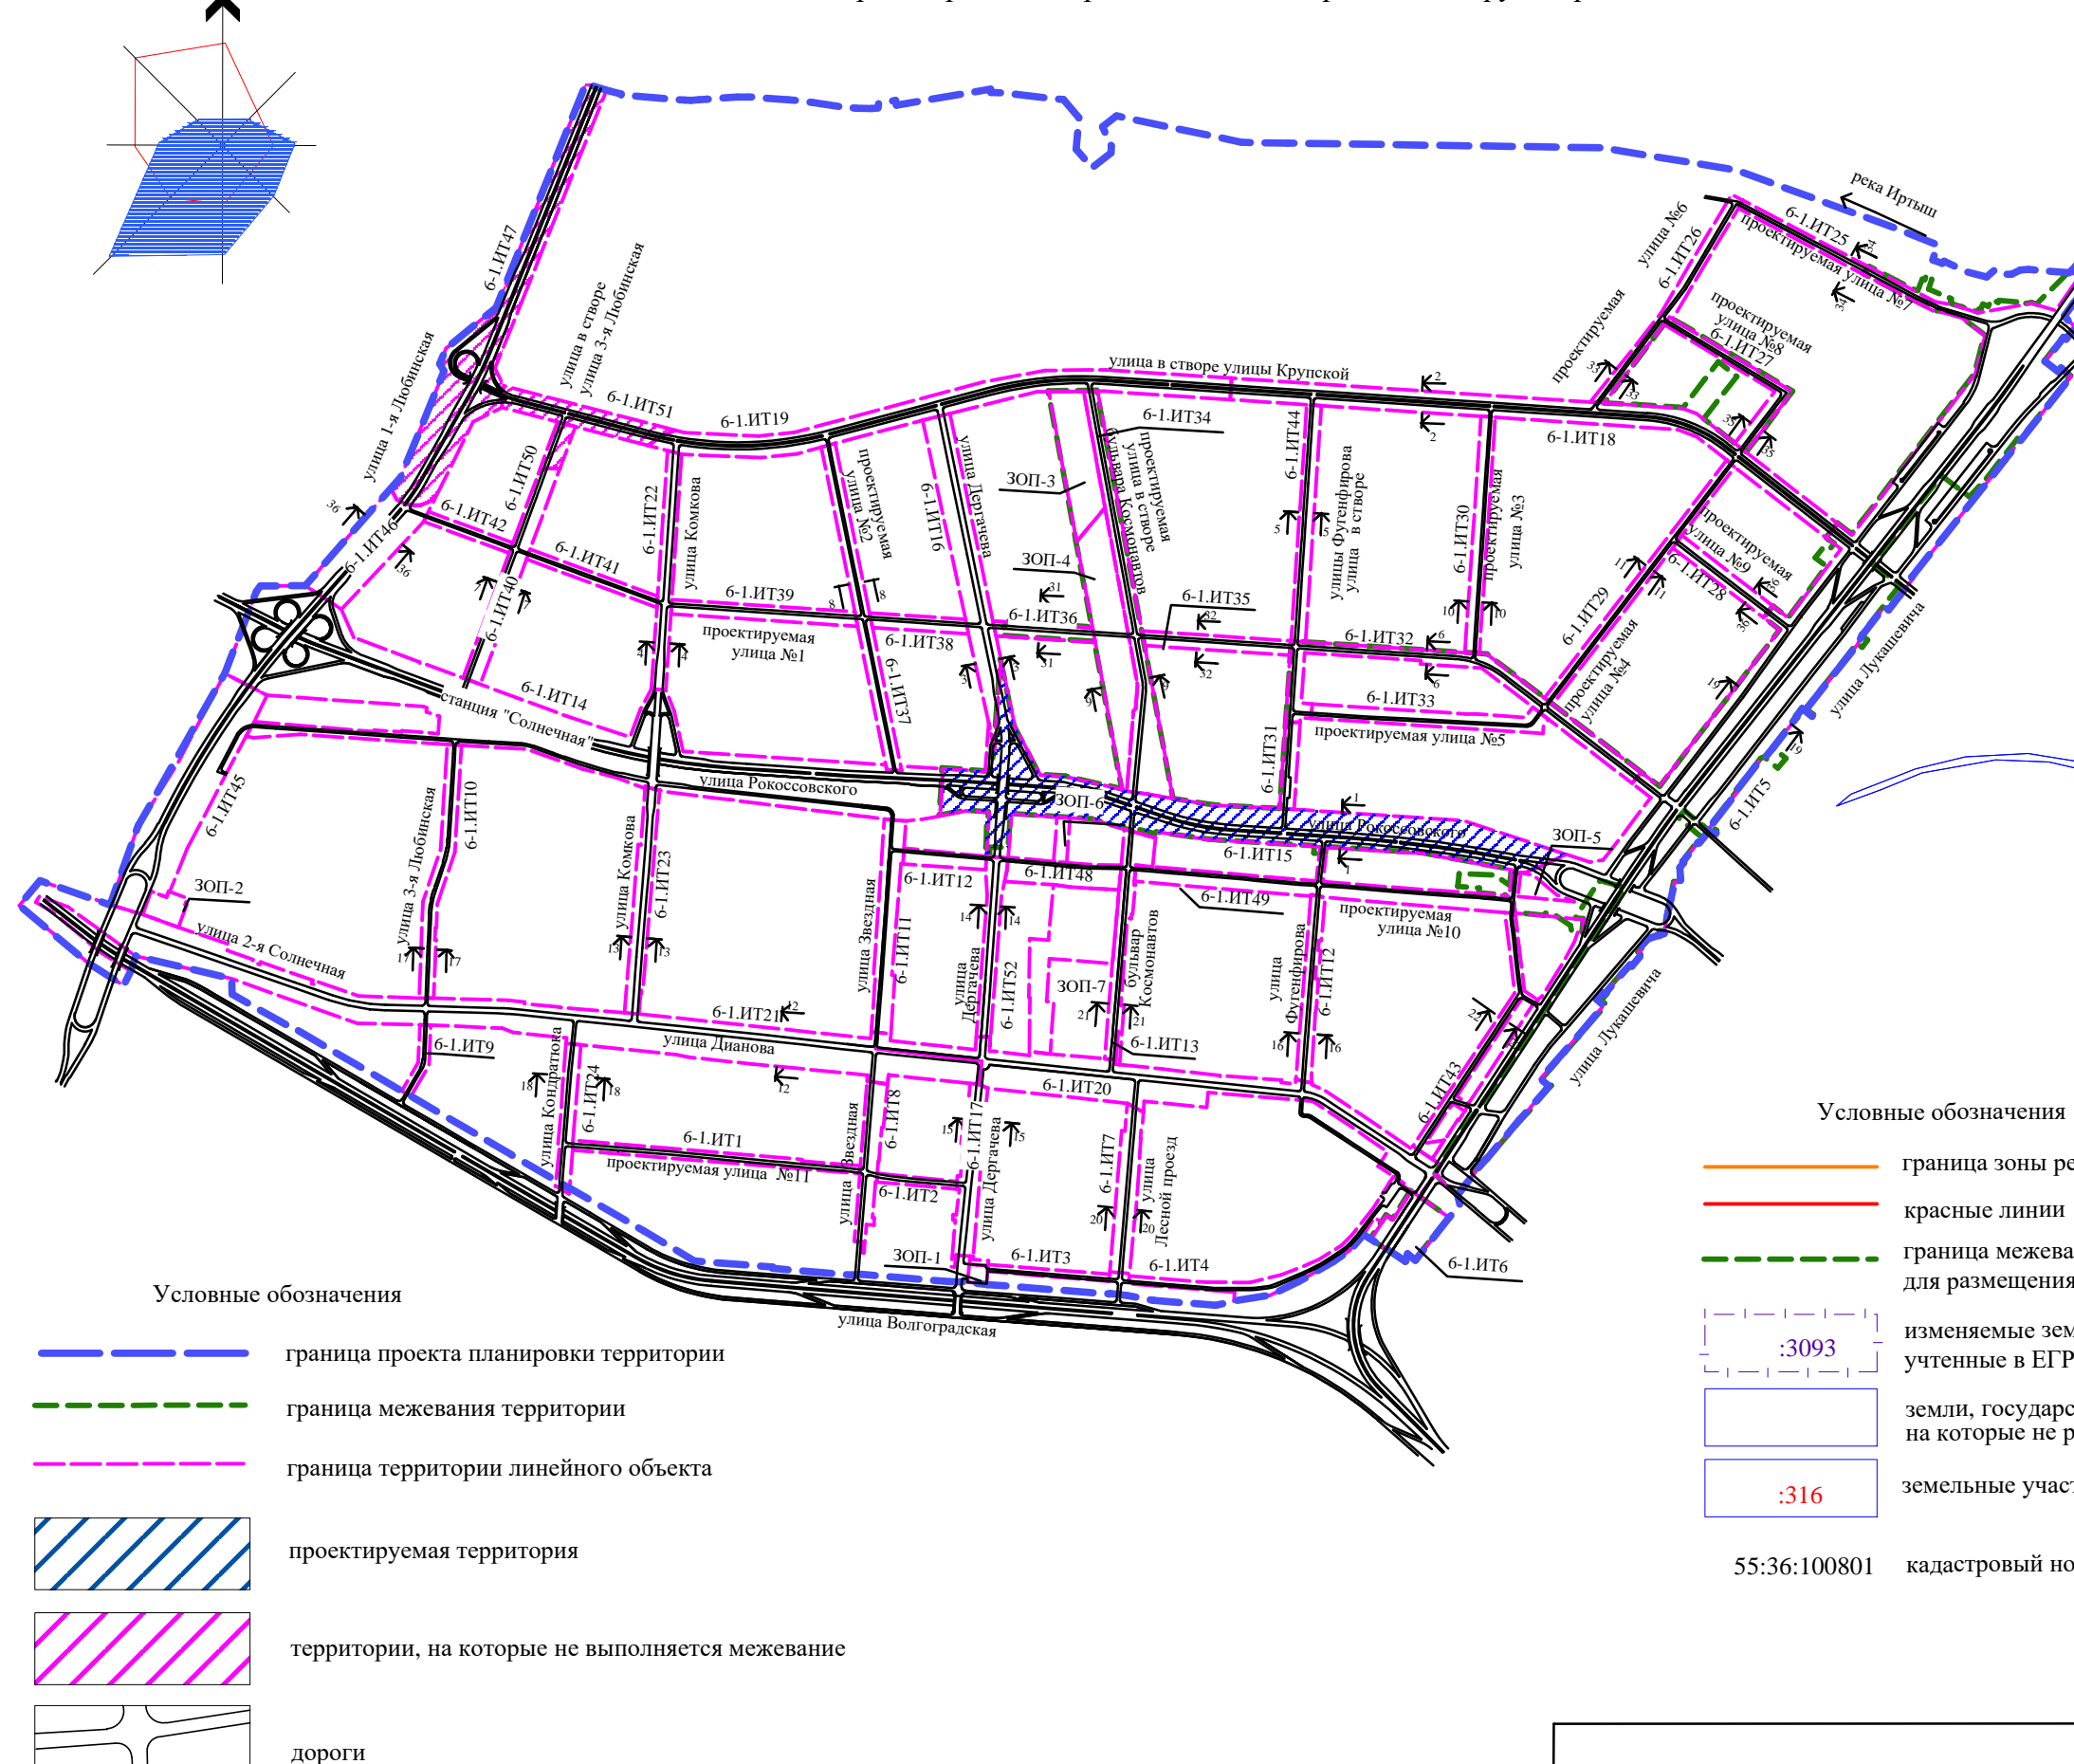 река Иртыш
6-1.ИТ25
проектируемая улица №7
улица №6
6-1.ИТ26
проектируемая
проектируемая
улица №8
6-1.ИТ27
6-1.ИТ47
улица в створе
улица 3-я Любинская
улица 1-я Любинская
6-1.ИТ51
6-1.ИТ19
улица в створе улицы Крупской
6-1.ИТ34
6-1.ИТ18
6-1.ИТ50
6-1.ИТ42
6-1.ИТ46
6-1.ИТ41
6-1.ИТ40
6-1.ИТ22
улица Комкова
проектируемая
улица №2
6-1.ИТ16
улица Дергачева
ЗОП-3
ЗОП-4
проектируемая
улица в створе
бульвара Космонавтов
6-1.ИТ44
улицы Фугенфирова
улица в створе
6-1.ИТ30
проектируемая
улица №3
проектируемая
улица №9
6-1.ИТ28
6-1.ИТ29
проектируемая
улица №4
6-1.ИТ39
проектируемая
улица №1
6-1.ИТ38
6-1.ИТ37
6-1.ИТ36
6-1.ИТ35
6-1.ИТ32
6-1.ИТ33
проектируемая улица №5
6-1.ИТ31
улица Лукашевича
6-1.ИТ5
6-1.ИТ14
станция "Солнечная"
улица Рокоссовского
ЗОП-6
улица Рокоссовского
ЗОП-5
6-1.ИТ45
6-1.ИТ10
улица 3-я Любинская
улица Комкова
6-1.ИТ23
ЗОП-2
улица 2-я Солнечная
6-1.ИТ15
6-1.ИТ12
6-1.ИТ48
6-1.ИТ49
проектируемая
улица №10
улица Звездная
6-1.ИТ11
улица
Дергачева
6-1.ИТ52
ЗОП-7
бульвар
Космонавтов
улица
Фугенфирова
6-1.ИТ12
6-1.ИТ21
улица Дианова
6-1.ИТ13
6-1.ИТ20
6-1.ИТ9
улица Кондратюка
6-1.ИТ24
6-1.ИТ1
проектируемая улица №11
улица Звездная
6-1.ИТ2
6-1.ИТ17
улица Дергачева
6-1.ИТ7
улица
Лесной проезд
6-1.ИТ43
улица Лукашевича
ЗОП-1
6-1.ИТ3
6-1.ИТ4
6-1.ИТ6
улица Волгоградская
Условные обозначения
граница проекта планировки территории
граница межевания территории
граница территории линейного объекта
проектируемая территория
территории, на которые не выполняется межевание
дороги
Условные обозначения
граница зоны
красные линии
граница
для размещения
изменяемые
:3093
учтенные в
земли,
на которые не
:316
земельные
55:36:100801 кадастровый